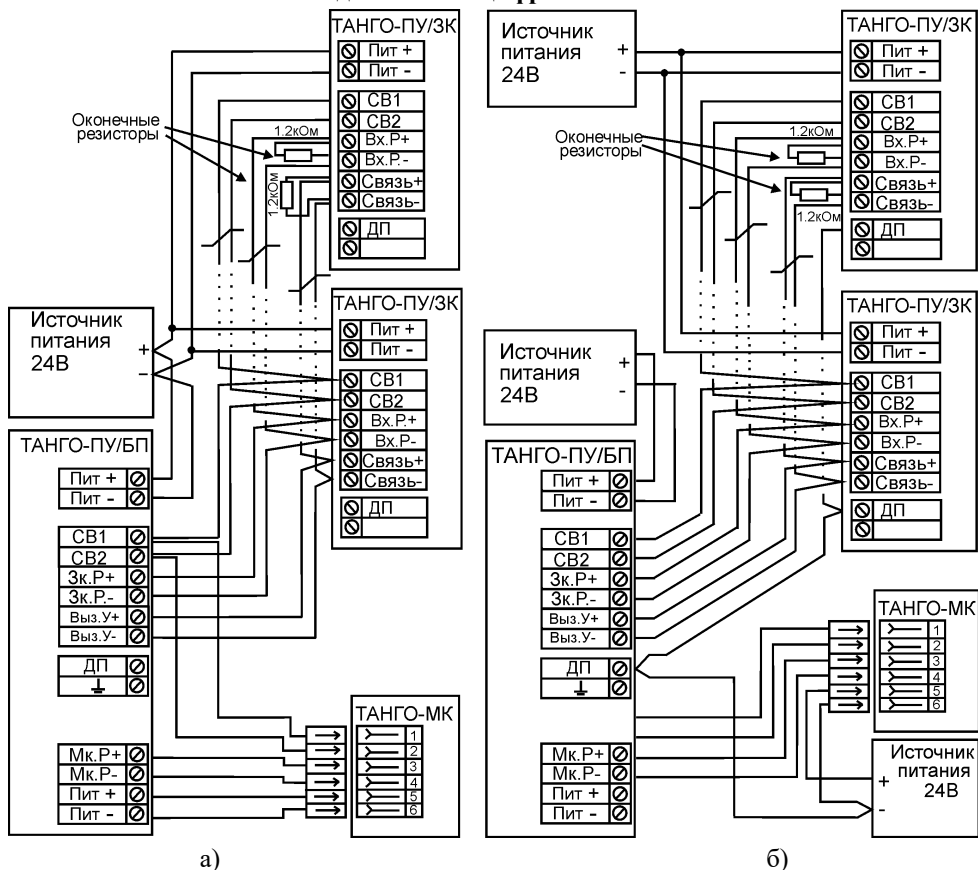 ТАНГО-ПУ/ЗК
Пит +
Пит -
СВ1
СВ2
Вх.Р+
Вх.Р.-
Связь+
Связь-
ДП
Оконечные
резисторы
1.2кОм
1.2кОм
Источник
питания
24В
+
-
ТАНГО-ПУ/ЗК
Пит +
Пит -
СВ1
СВ2
Вх.Р.+
Вх.Р-
Связь+
Связь-
ДП
ТАНГО-ПУ/БП
Пит +
Пит -
СВ1
СВ2
Зк.Р+
Зк.Р.-
Выз.У+
Выз.У-
ДП
Мк.Р+
Мк.Р-
Пит +
Пит -
ТАНГО-МК
1
2
3
4
5
6
а)
Источник
питания
24В
+
-
ТАНГО-ПУ/ЗК
Пит +
Пит -
СВ1
СВ2
Вх.Р+
Вх.Р-
Связь+
Связь-
ДП
Оконечные
резисторы
1.2кОм
1.2кОм
Источник
питания
24В
+
-
ТАНГО-ПУ/ЗК
Пит +
Пит -
СВ1
СВ2
Вх.Р+
Вх.Р-
Связь+
Связь-
ДП
ТАНГО-ПУ/БП
Пит +
Пит -
СВ1
СВ2
Зк.Р+
Зк.Р.-
Выз.У+
Выз.У-
ДП
Мк.Р+
Мк.Р-
Пит +
Пит -
ТАНГО-МК
1
2
3
4
5
6
Источник
питания
24В
+
-
б)